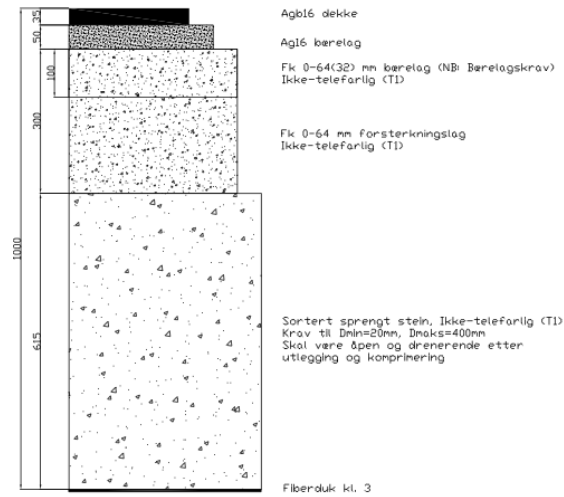 35
Agb16 dekke
50
Ag16 bærelag
100
Fk 0-64(32) mm bærelag (NB: Bærelagskrav)
Ikke-telefarlig (T1)
300
Fk 0-64 mm forsterkningslag
Ikke-telefarlig (T1)
1000
615
Sortert sprengt stein, Ikke-telefarlig (T1)
Krav til Dmin=20mm, Dmaks=400mm
Skal være åpen og drenerende etter
utlegging og komprimering
Fiberduk kl. 3